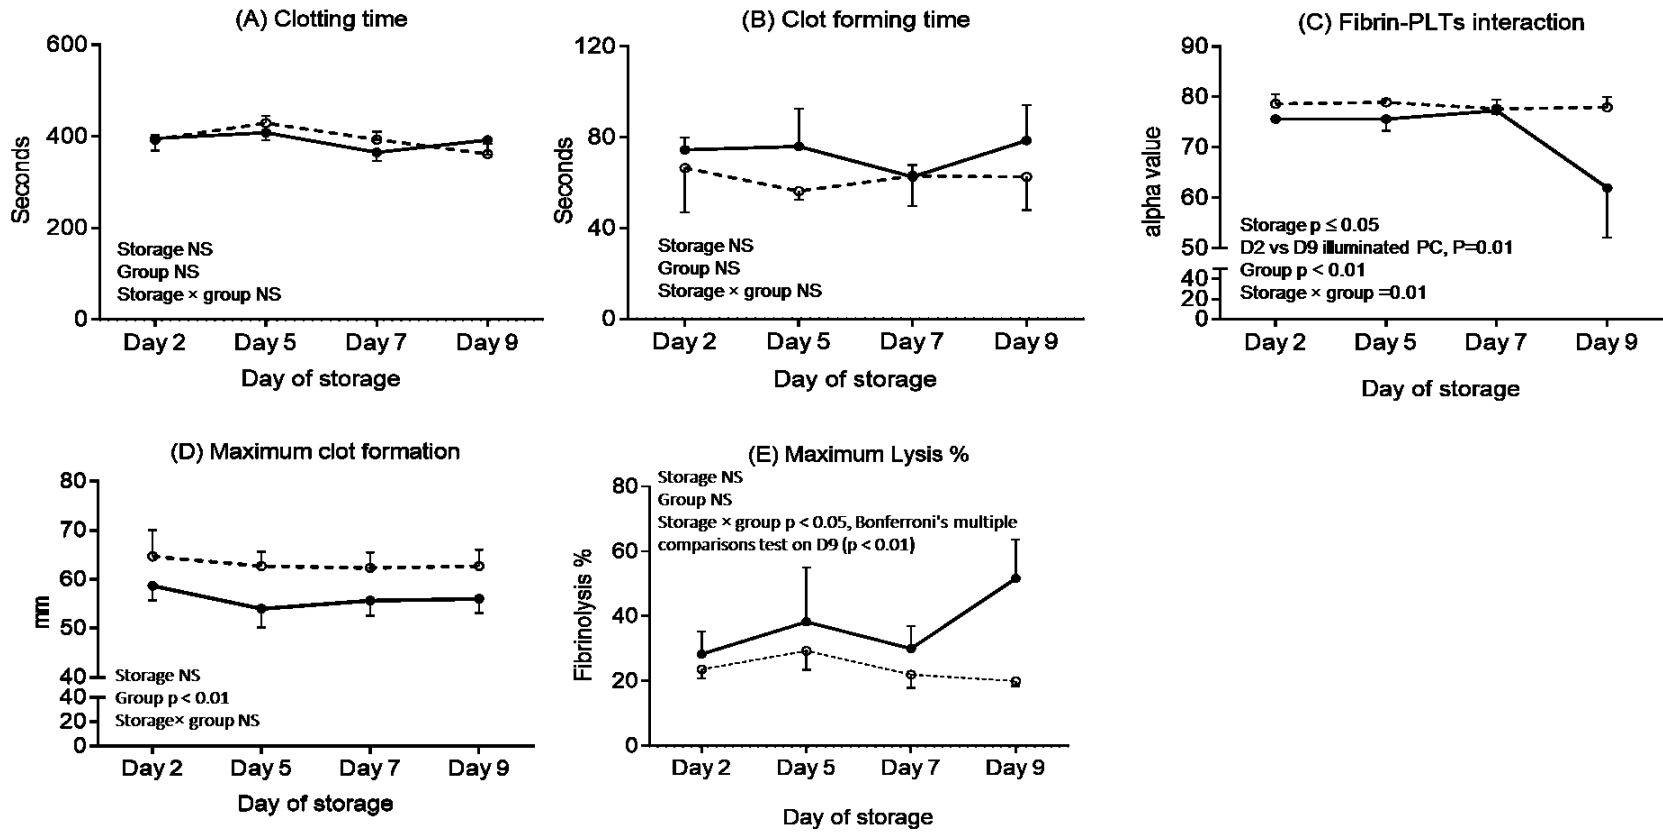 (A) Clotting time
600
400
200
0
Seconds
Storage NS
Group NS
Storage × group NS
Day 2 Day 5 Day 7 Day 9
Day of storage
(B) Clot forming time
120
80
40
0
Seconds
Storage NS
Group NS
Storage × group NS
Day 2 Day 5 Day 7 Day 9
Day of storage
(C) Fibrin-PLTs interaction
90
80
70
60
50
40
20
0
alpha value
Storage p ≤ 0.05
D2 vs D9 illuminated PC, P=0.01
Group p < 0.01
Storage × group =0.01
Day 2 Day 5 Day 7 Day 9
Day of storage
(D) Maximum clot formation
80
70
60
50
40
40
20
0
mm
Storage NS
Group p < 0.01
Storage× group NS
Day 2 Day 5 Day 7 Day 9
Day of storage
(E) Maximum Lysis %
80
60
40
20
0
Fibrinolysis %
Storage NS
Group NS
Storage × group p < 0.05, Bonferroni's multiple
comparisons test on D9 (p < 0.01)
Day 2 Day 5 Day 7 Day 9
Day of storage